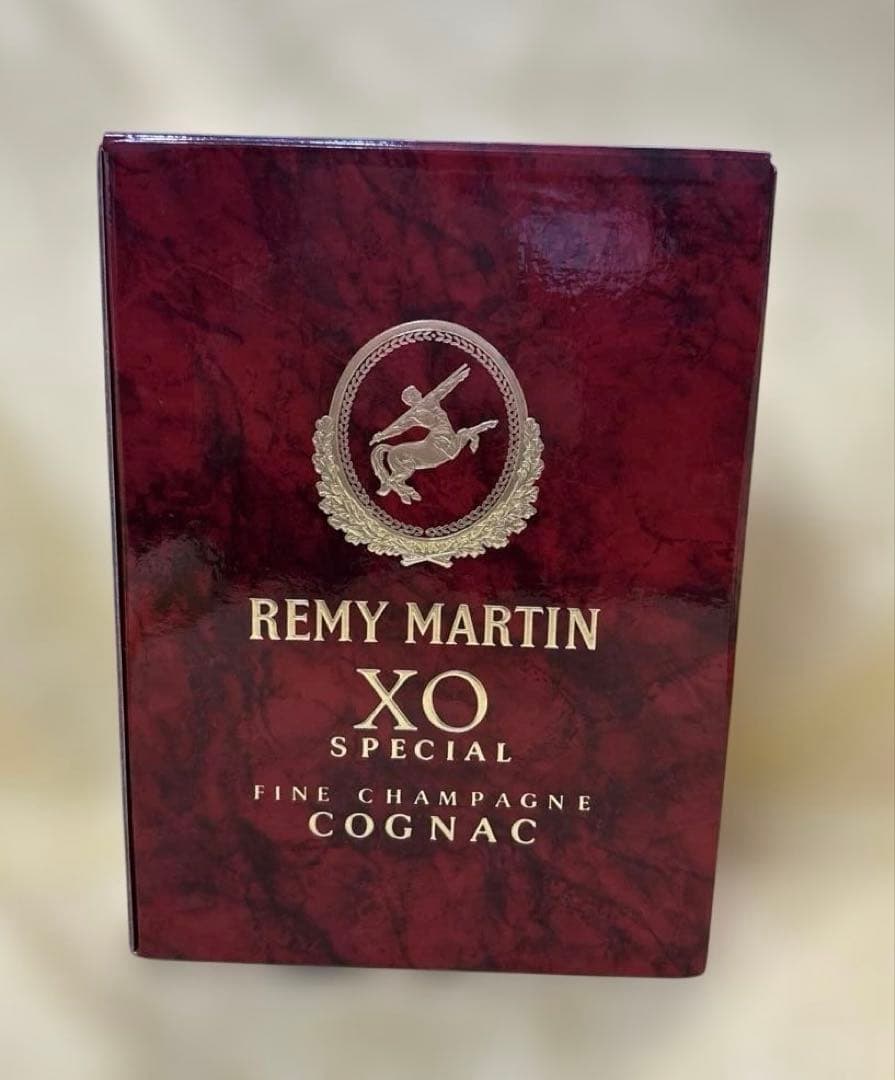 REMY MARTIN
XO
SPECIAL
FINE CHAMPAGNE
COGNAC